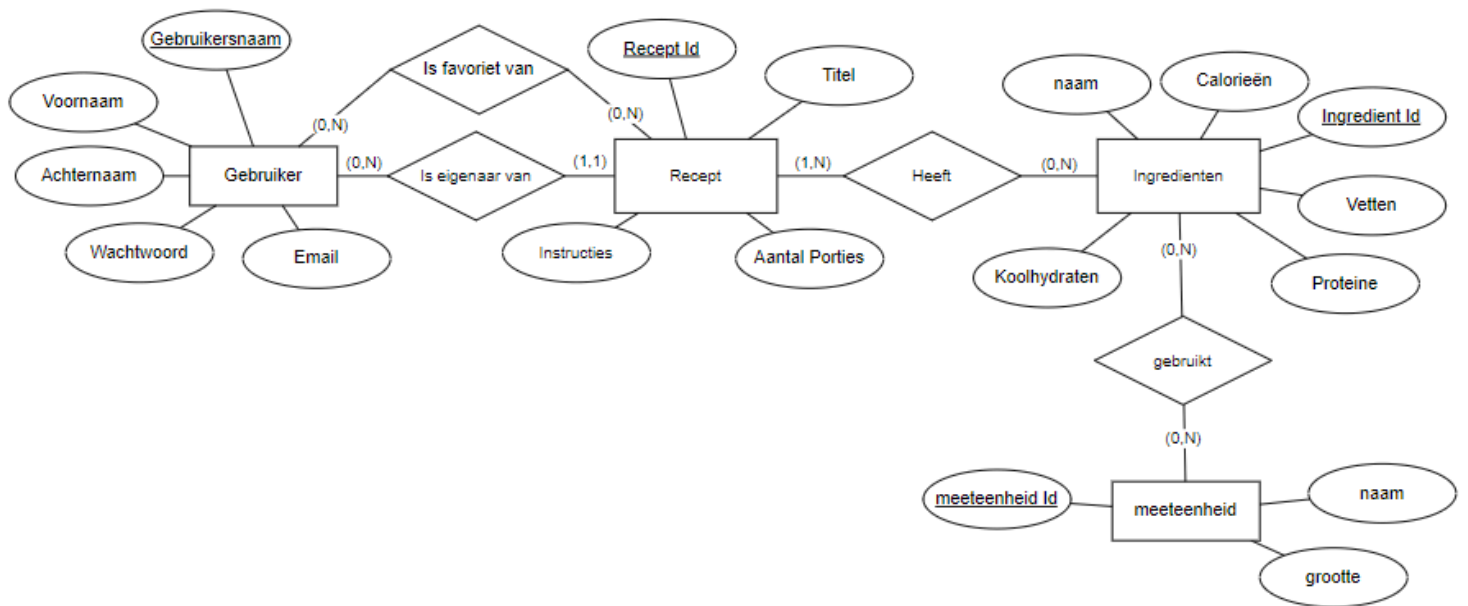 Gebruikersnaam
Is favoriet van
Recept Id
Titel
naam
Calorieën
Voornaam
Ingredient Id
(0,N)
(0,N)
Achternaam
Gebruiker
(0,N)
Is eigenaar van
(1,1)
Recept
(1,N)
Heeft
(0,N)
Ingredienten
Vetten
Wachtwoord
Email
Instructies
Aantal Porties
Koolhydraten
(0,N)
Proteine
gebruikt
(0,N)
meeteenheid Id
meeteenheid
naam
grootte